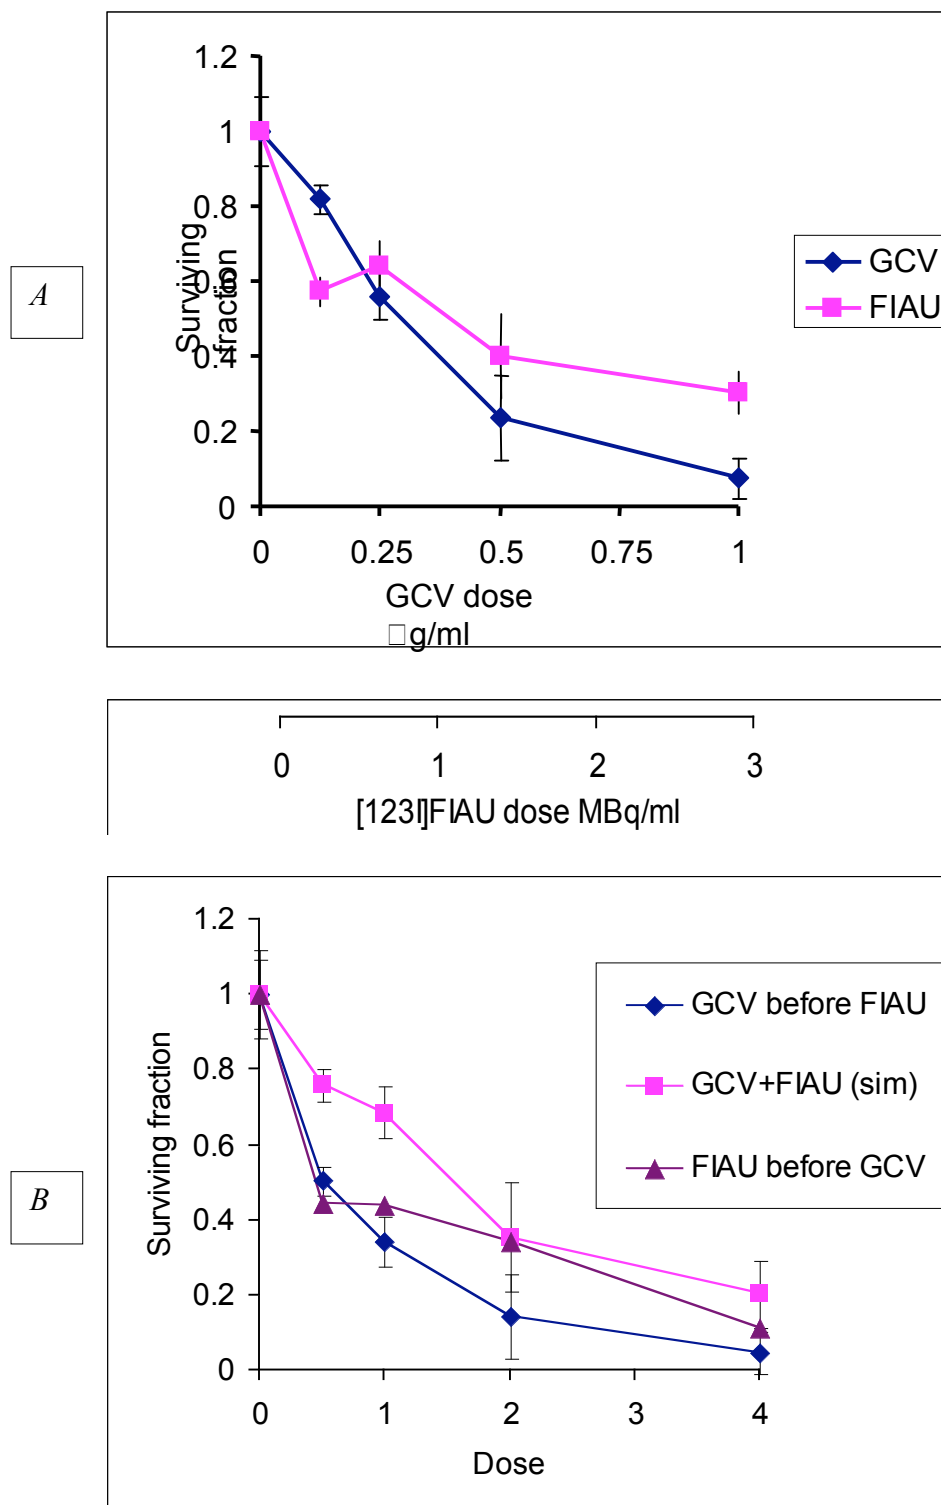 A
1.2
1
0.8
0.6
0.4
0.2
0
Surviving
fraction
0 0.25 0.5 0.75 1
GCV dose
□g/ml
GCV
FIAU
0 1 2 3
[123I]FIAU dose MBq/ml
B
1.2
1
0.8
0.6
0.4
0.2
0
Surviving fraction
0 1 2 3 4
Dose
GCV before FIAU
GCV+FIAU (sim)
FIAU before GCV